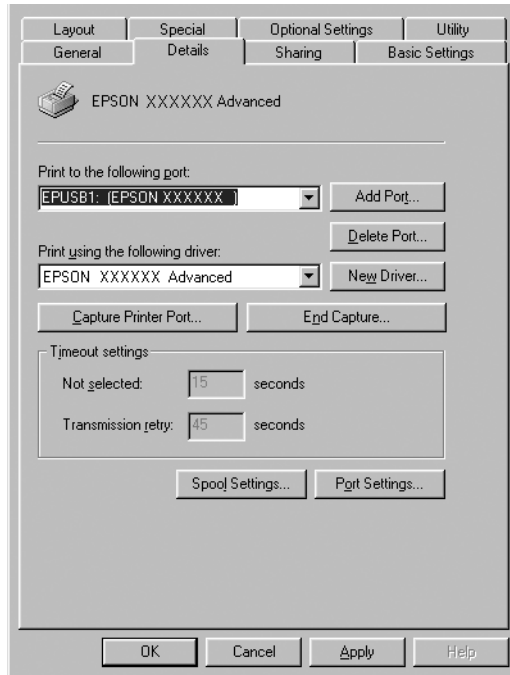 Layout Special Optional Settings Utility
General Details Sharing Basic Settings
EPSON XXXXXX Advanced
Print to the following port:
EPUSB1: (EPSON XXXXXX ) Add Port...
Delete Port...
Print using the following driver:
EPSON XXXXXX Advanced New Driver...
Capture Printer Port... End Capture...
Timeout settings
Not selected: 15 seconds
Transmission retry: 45 seconds
Spool Settings... Port Settings...
OK Cancel Apply Help